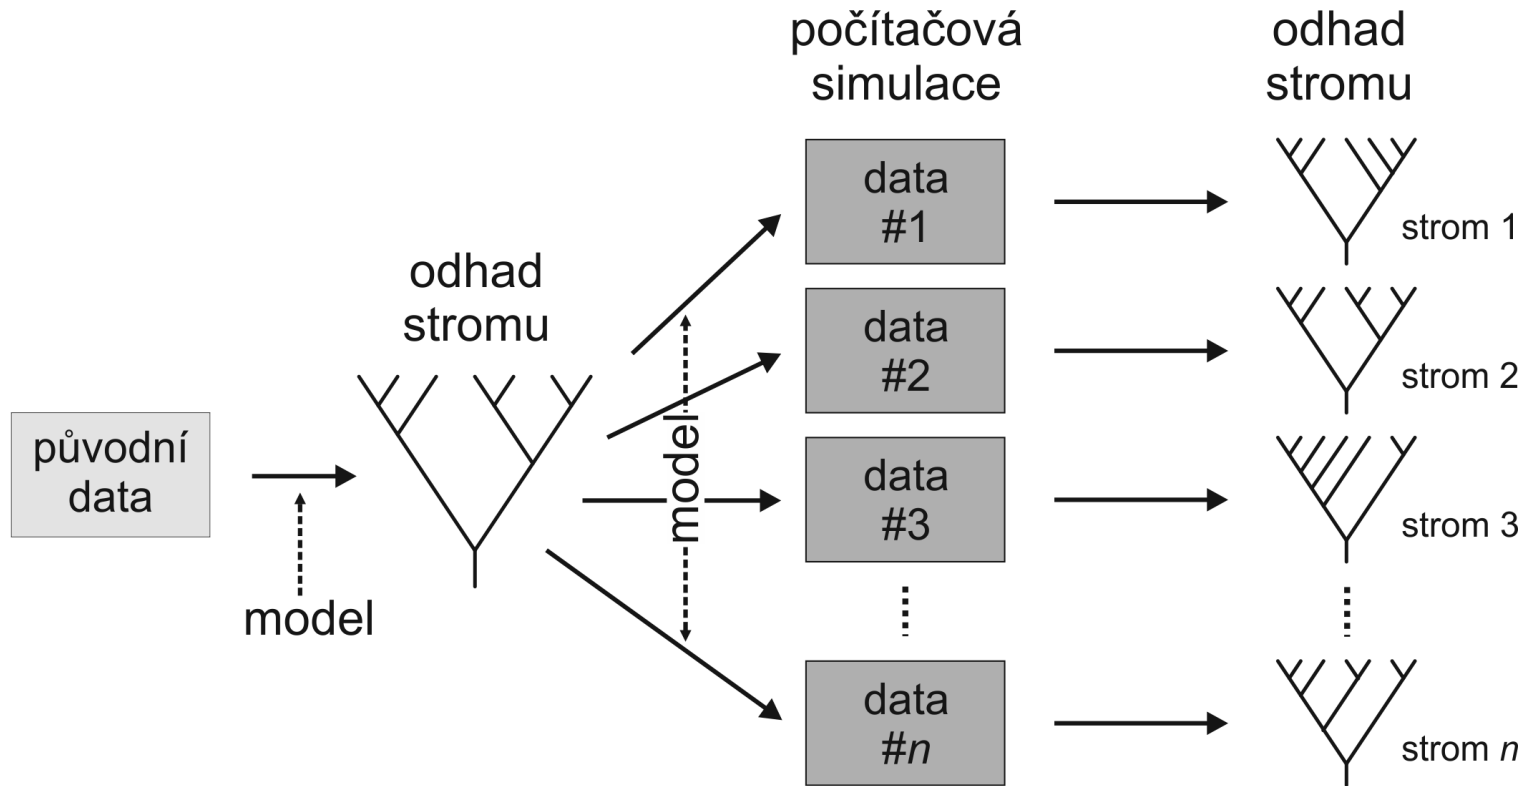 počítačová
simulace
odhad
stromu
data
#1
strom 1
odhad
stromu
data
#2
strom 2
původní
data
model
data
#3
strom 3
model
data
#n
strom n